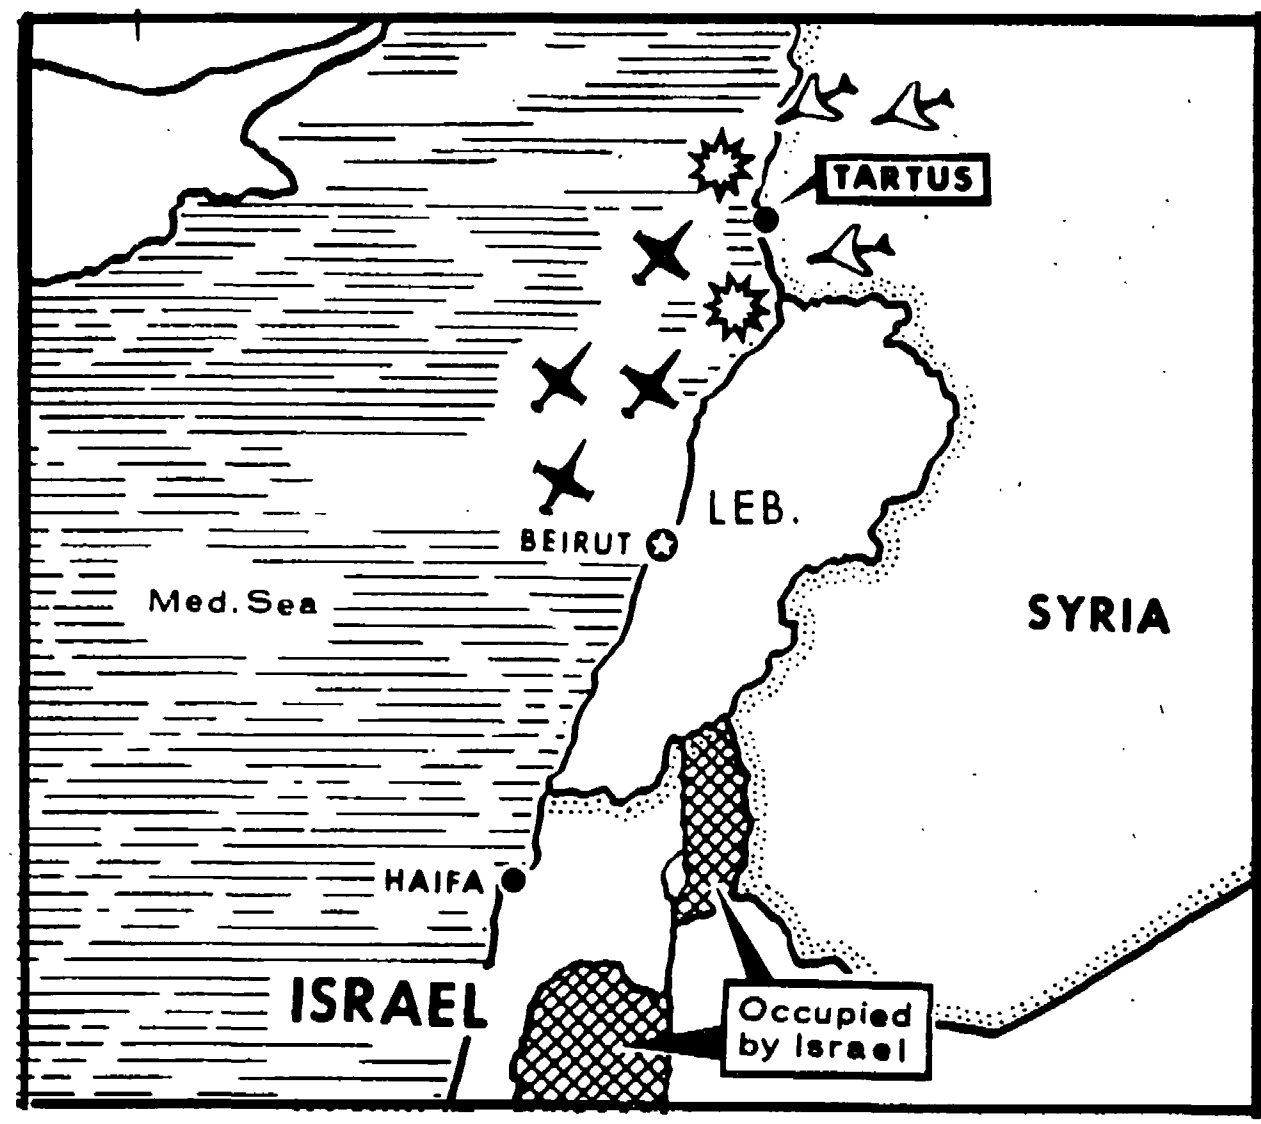 TARTUS
LEB.
BEIRUT
Med. Sea
SYRIA
HAIFA
ISRAEL
Occupied
by Israel